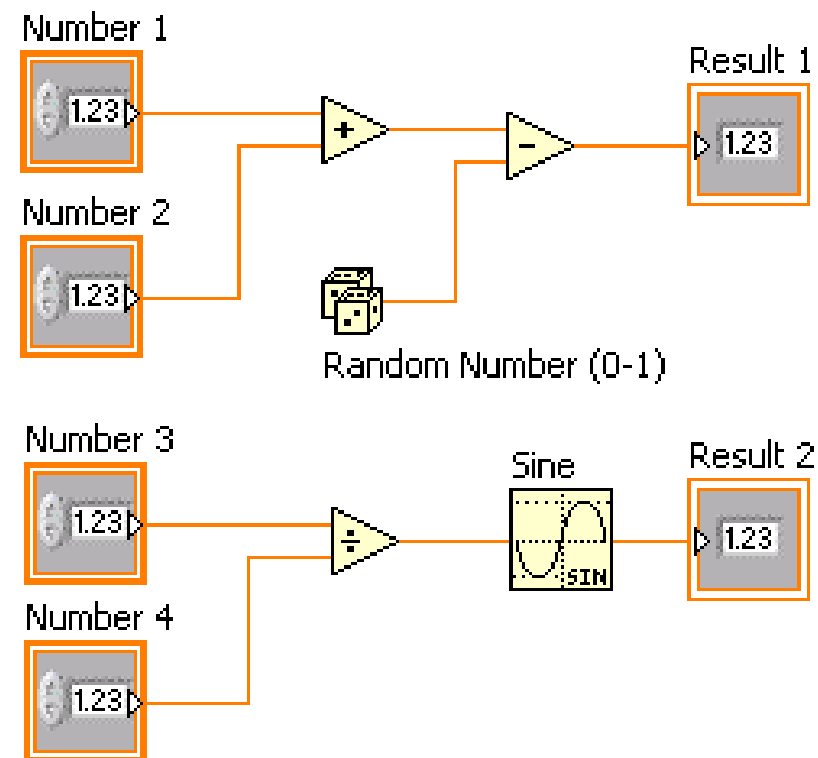 Number 1
1.23
Result 1
1.23
+
-
Number 2
1.23
Random Number (0-1)
Number 3
1.23
Sine
SIN
Result 2
1.23
÷
Number 4
1.23